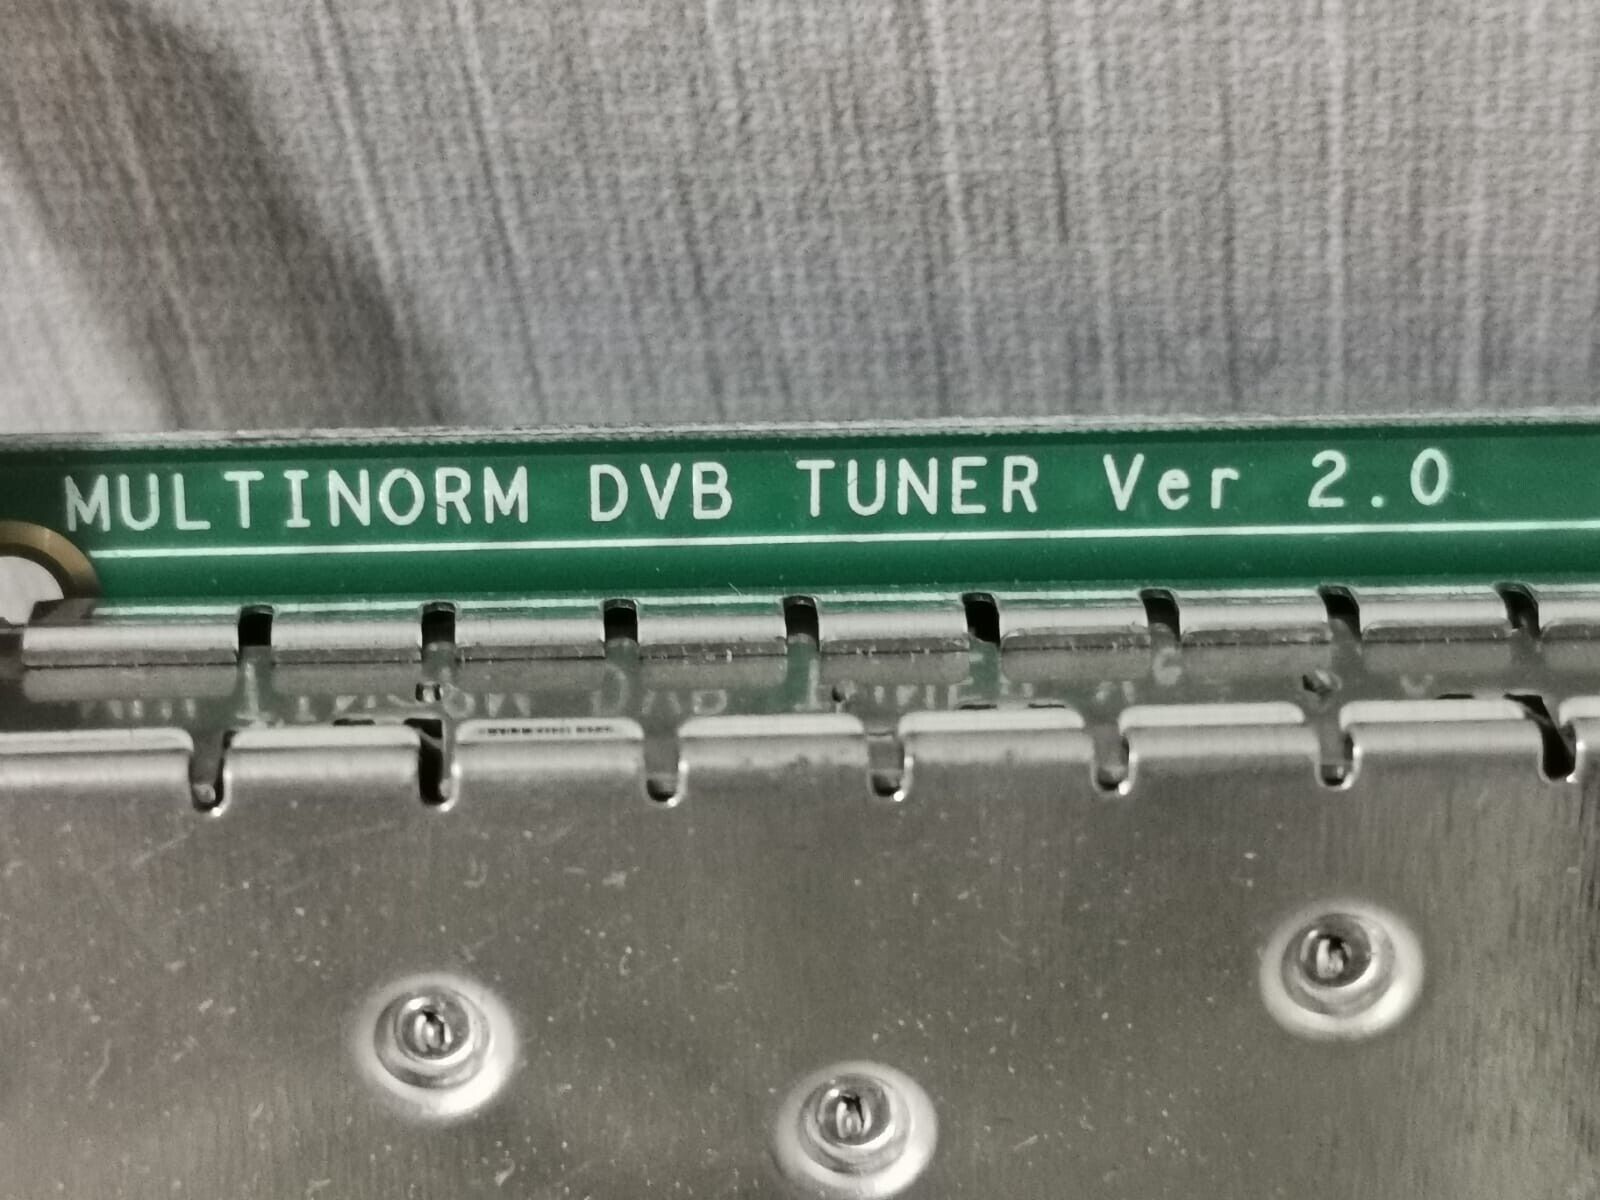 MULTINORM DVB TUNER Ver 2.0